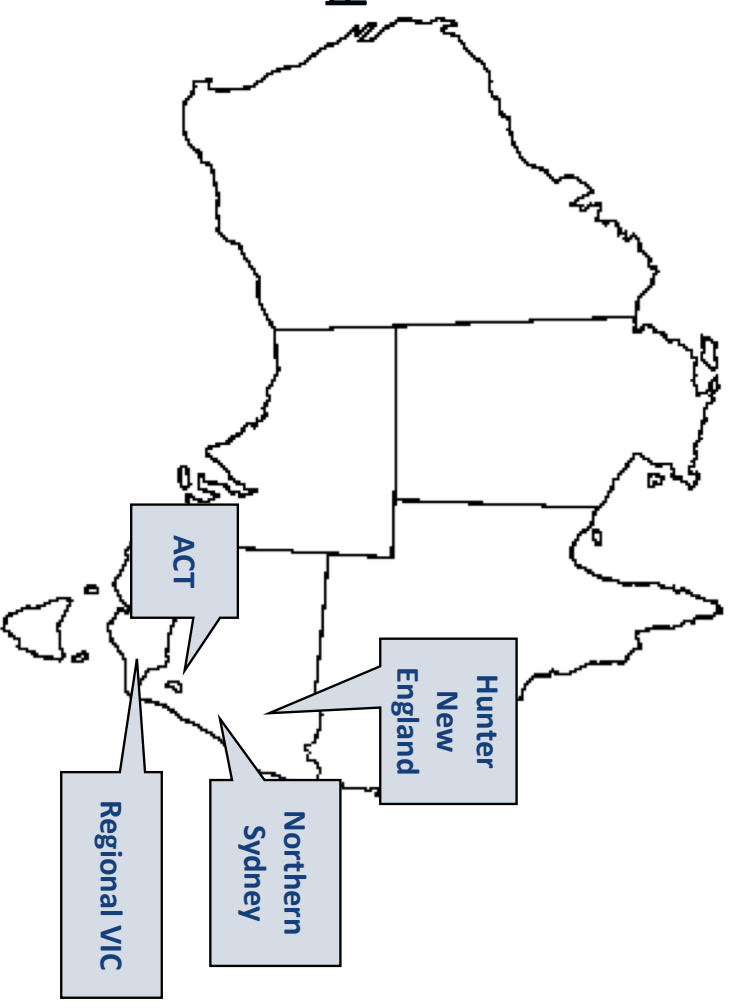 Hunter
New
England
ACT
Northern
Sydney
Regional VIC